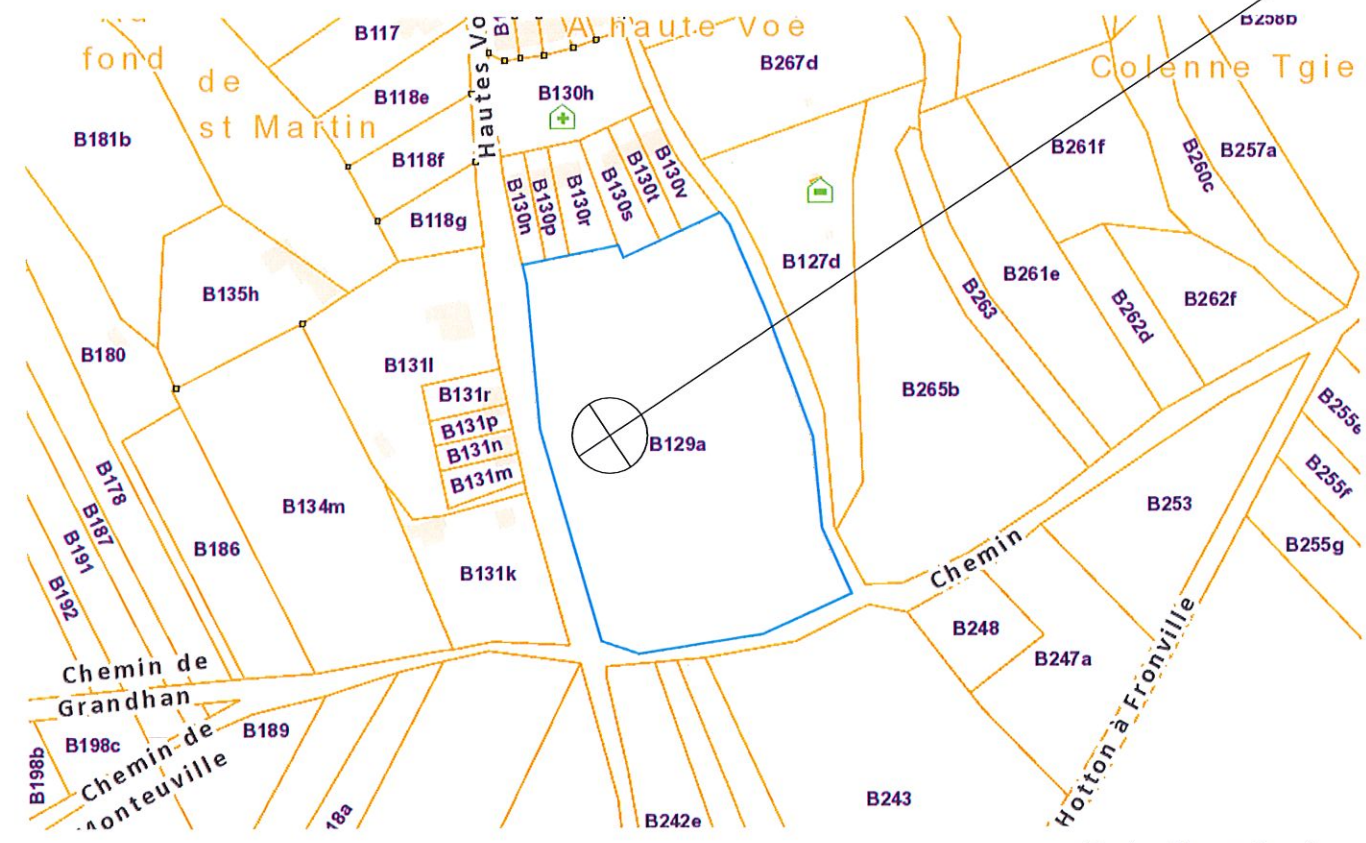 B117
Hautes Vo
A haute Voe
B258b
fond
de
st Martin
B267d
Colenne Tgie
B118e
B130h
B181b
B118f
B261f
B260c
B257a
B130n
B130p
B130r
B130s
B130t
B130v
B118g
B127d
B261e
B263
B262d
B262f
B135h
B180
B131l
B131r
B131p
B131n
B131m
B129a
B265b
B255e
B255f
B255g
B178
B187
B191
B192
B186
B134m
B131k
B253
Chemin
B248
B247a
Hotton à Fronville
Chemin de
Grandhan
Chemin de
Monteuville
B198b
B198c
B189
18a
B242e
B243